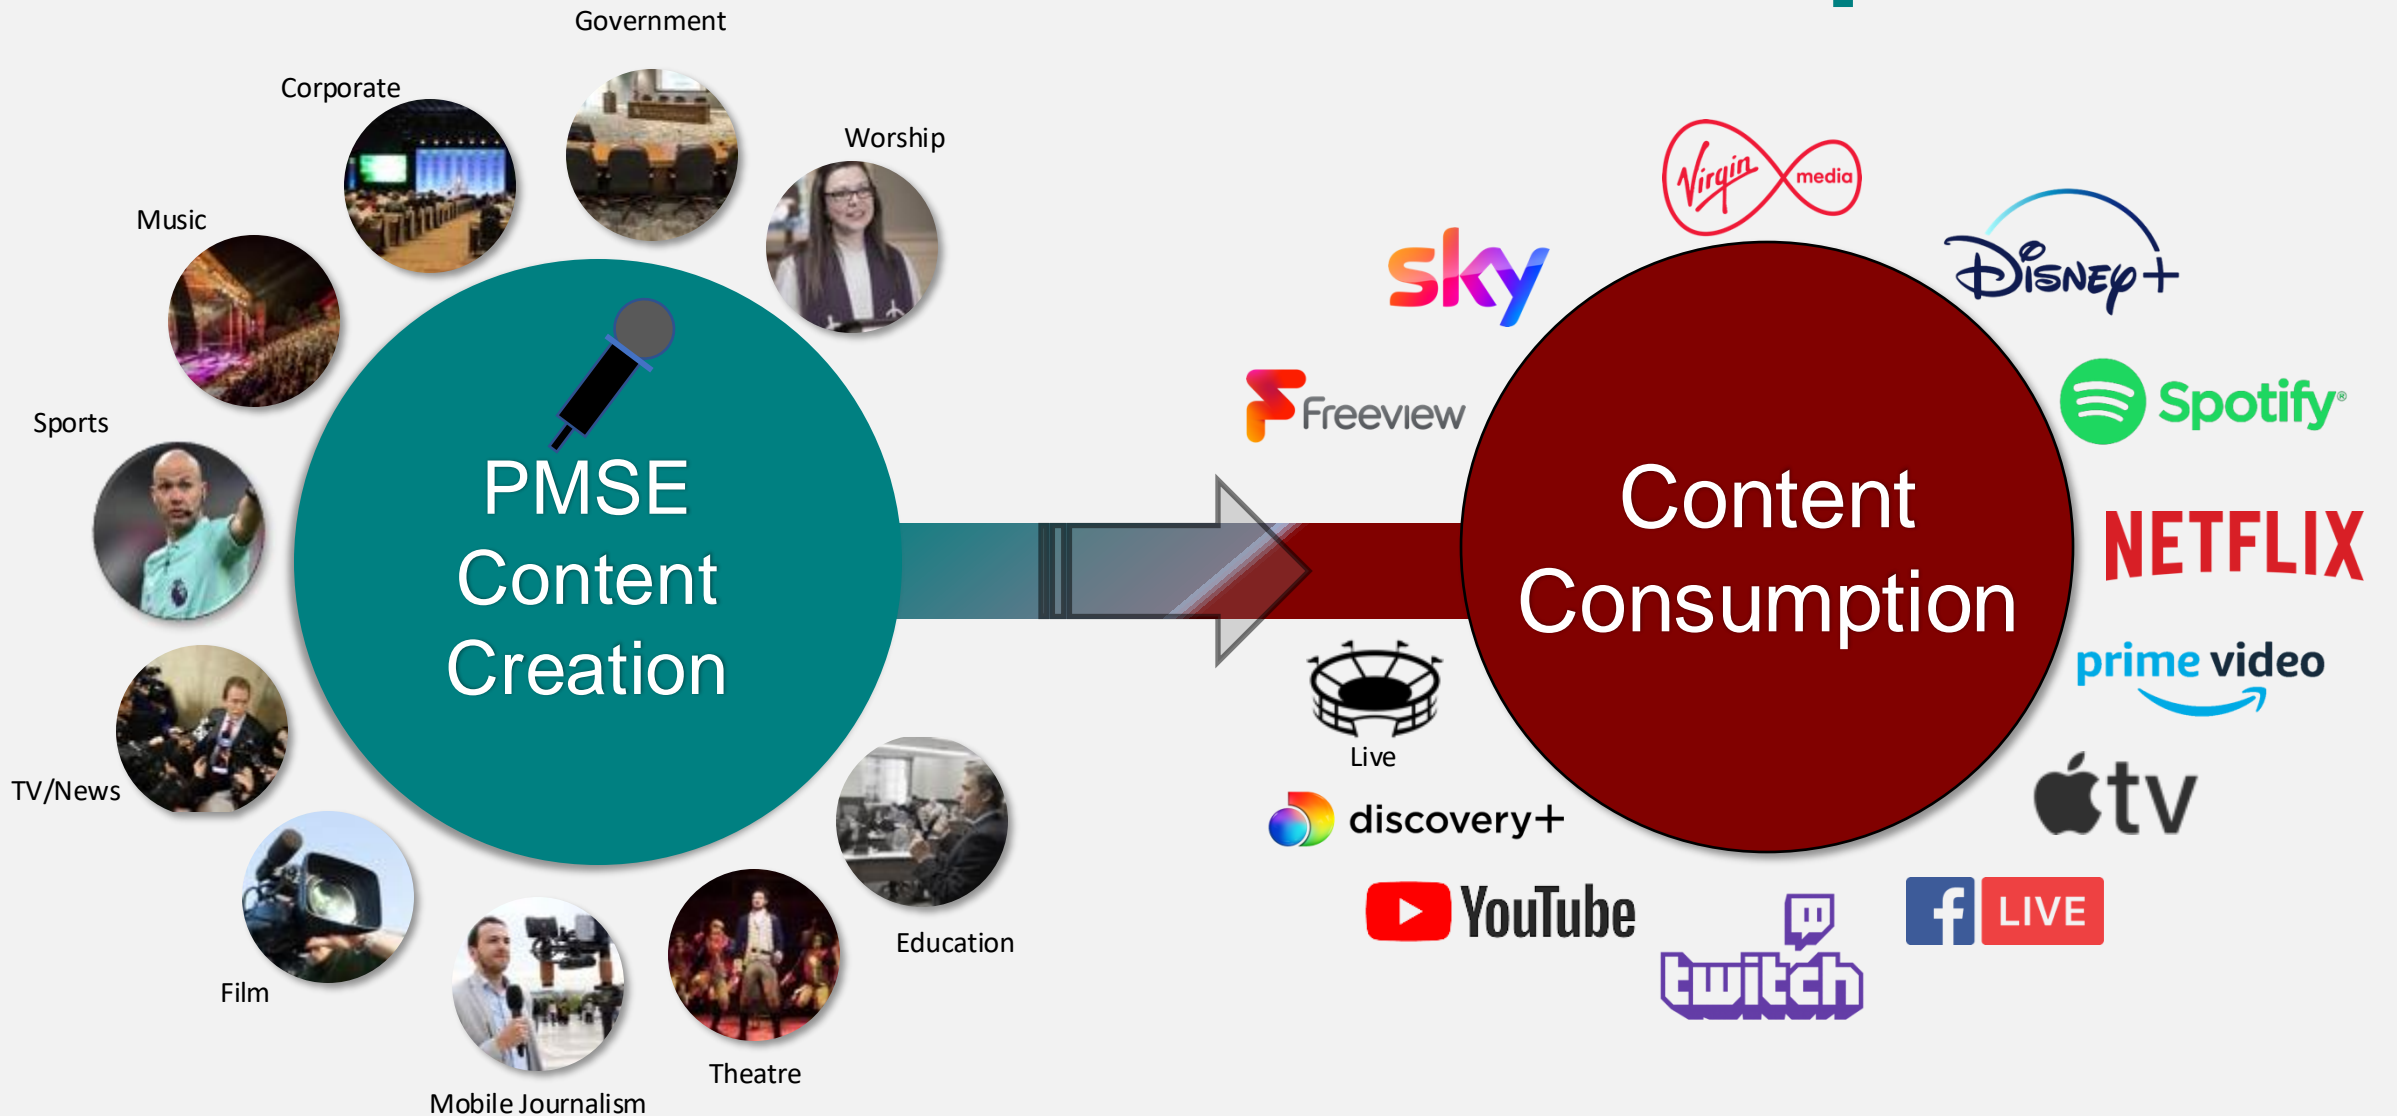 Government
Corporate
Worship
Music
Sports
TV/News
Film
Mobile Journalism
Theatre
Education
PMSE
Content
Creation
Virgin media
sky
Disney+
Freeview
Spotify®
NETFLIX
prime video
tv
Live
discovery+
YouTube
twitch
f LIVE
Content
Consumption